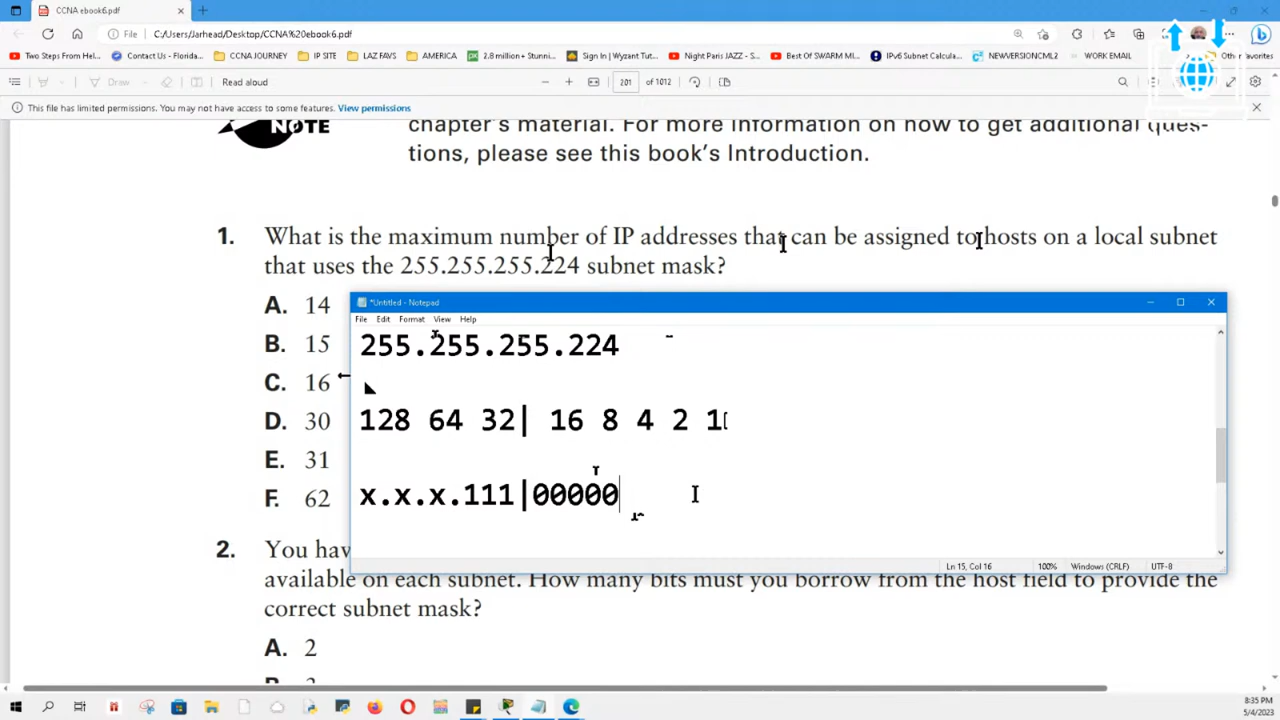 CCNA ebook6.pdf
File
C:/Users/Jarhead/Desktop/CCNA%20ebook6.pdf
Two Steps From Hel...
Contact Us - Florida...
CCNA JOURNEY
IP SITE
LAZ FAVS
AMERICA
2.8 million+ Stunni...
Sign In | Wyzant Tut...
Night Paris JAZZ - S...
Best Of SWARM ML...
IPv6 Subnet Calcula...
NEWVERSIONCML2
WORK EMAIL
Other favorites
Draw
Read aloud
201 of 1012
This file has limited permissions. You may not have access to some features. View permissions
NOTE
chapter's material. For more information on how to get additional ques-
tions, please see this book's Introduction.
1. What is the maximum number of IP addresses that can be assigned to hosts on a local subnet
that uses the 255.255.255.224 subnet mask?
A. 14
B. 15
C. 16
D. 30
E. 31
F. 62
*Untitled - Notepad
File Edit Format View Help
255.255.255.224
128 64 32| 16 8 4 2 1
x.x.x.111|00000
Ln 15, Col 16
100%
Windows (CRLF)
UTF-8
2. You hav
available on each subnet. How many bits must you borrow from the host field to provide the
correct subnet mask?
A. 2
8:35 PM
5/4/2023